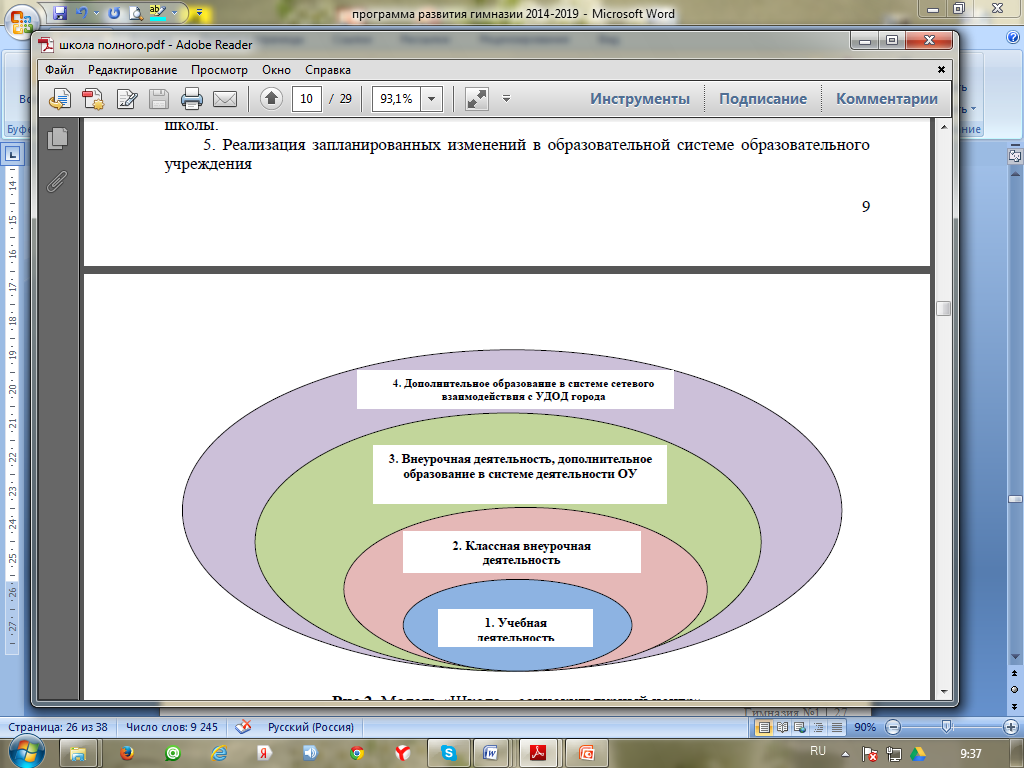 программа развития гимназии 2014-2019 - Microsoft Word
школа полного.pdf - Adobe Reader
Файл Редактирование Просмотр Окно Справка
10 / 29 93,1% Инструменты Подписание Комментарии
школы.
5. Реализация запланированных изменений в образовательной системе образовательного
учреждения
9
4. Дополнительное образование в системе сетевого
взаимодействия с УДОД города
3. Внеурочная деятельность, дополнительное
образование в системе деятельности ОУ
2. Классная внеурочная
деятельность
1. Учебная
деятельность
Страница: 26 из 38 Число слов: 9 245 Русский (Россия) 90%
RU 9:37